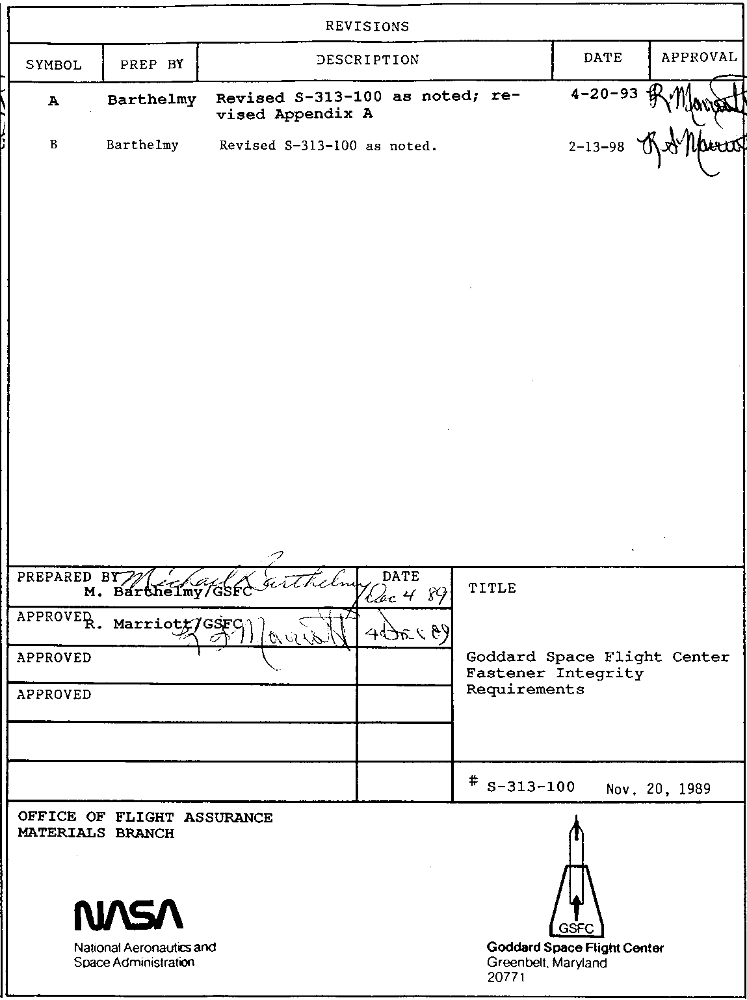 REVISIONS
SYMBOL PREP BY DESCRIPTION DATE APPROVAL
A Barthelmy Revised S-313-100 as noted; re- 4-20-93 R Marriott
vised Appendix A
B Barthelmy Revised S-313-100 as noted. 2-13-98 R S Marriott
PREPARED BY Michael Barthelmy DATE
M. Barthelmy/GSFC Dec 4 89
APPROVED
R. Marriott/GSFC R S Marriott 4 Dec 89
APPROVED
APPROVED
TITLE
Goddard Space Flight Center
Fastener Integrity
Requirements
# S-313-100 Nov. 20, 1989
OFFICE OF FLIGHT ASSURANCE
MATERIALS BRANCH
NASA
National Aeronautics and
Space Administration
GSFC
Goddard Space Flight Center
Greenbelt, Maryland
20771